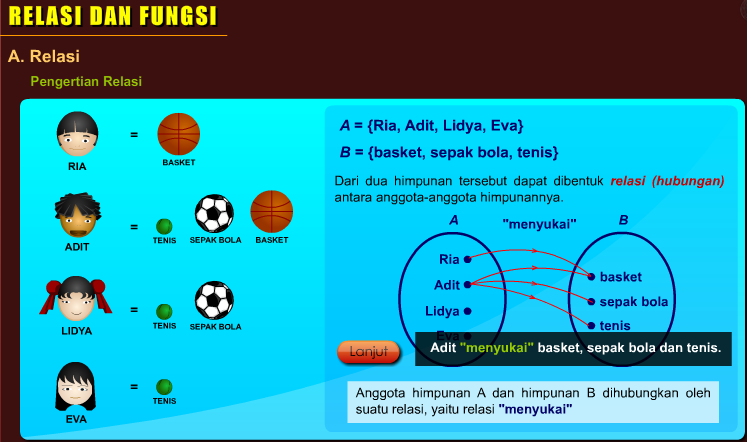 RELASI DAN FUNGSI
A. Relasi
Pengertian Relasi
=
RIA
BASKET
=
ADIT
TENIS
SEPAK BOLA
BASKET
=
LIDYA
TENIS
SEPAK BOLA
=
EVA
TENIS
A = {Ria, Adit, Lidya, Eva}
B = {basket, sepak bola, tenis}
Dari dua himpunan tersebut dapat dibentuk relasi (hubungan)
antara anggota-anggota himpunannya.
A
"menyukai"
B
Ria
Adit
Lidya
Eva
basket
sepak bola
tenis
Lanjut
Adit "menyukai" basket, sepak bola dan tenis.
Anggota himpunan A dan himpunan B dihubungkan oleh
suatu relasi, yaitu relasi "menyukai"